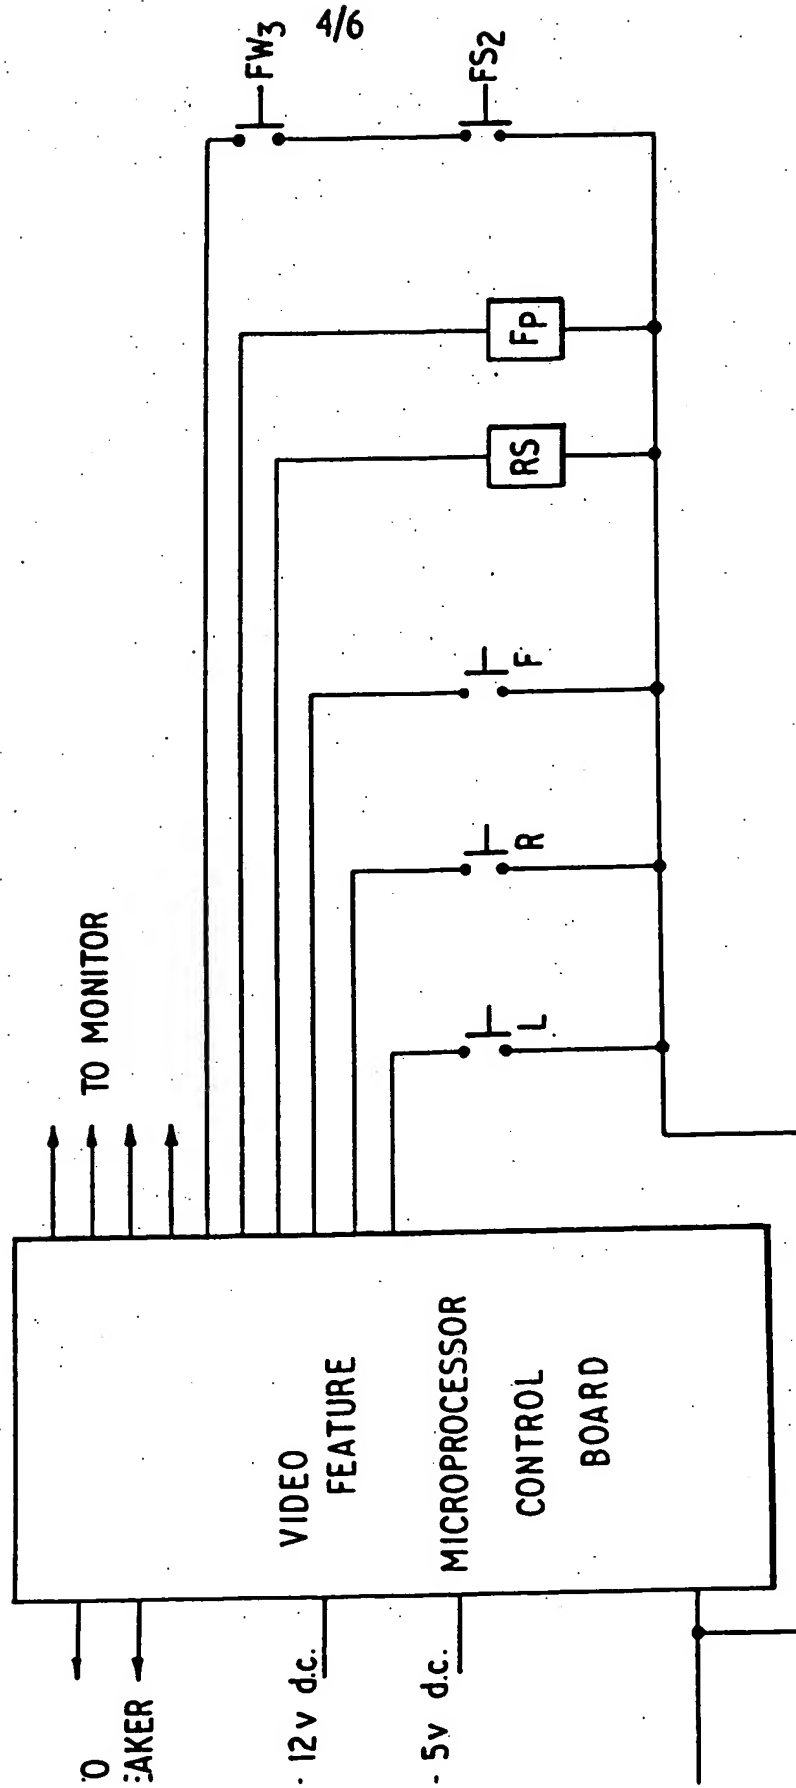 4/6
FW3
FS2
FP
RS
F
R
L
TO MONITOR
VIDEO
FEATURE
MICROPROCESSOR
CONTROL
BOARD
12v d.c.
5v d.c.